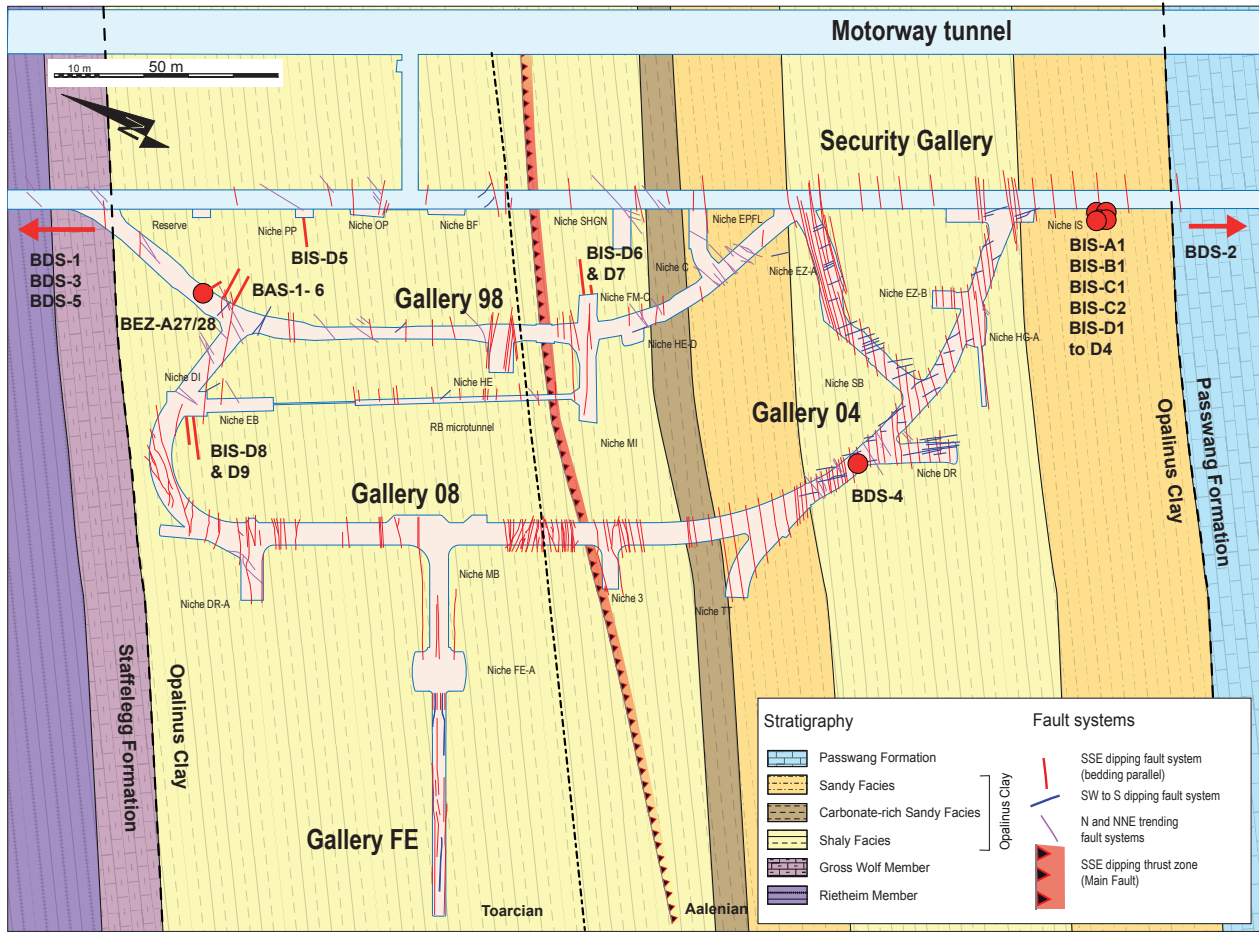 Motorway tunnel
10 m
50 m
N
Security Gallery
Reserve
Niche PP
Niche OP
Niche BF
Niche SHGN
Niche EPFL
Niche IS
BDS-1
BDS-3
BDS-5
BIS-D5
BAS-1- 6
BEZ-A27/28
Gallery 98
BIS-D6
& D7
Niche C
Niche FM-C
Niche HE-D
Niche EZ-A
Niche EZ-B
Niche HG-A
BIS-A1
BIS-B1
BIS-C1
BIS-C2
BIS-D1
to D4
BDS-2
Niche DI
Niche HE
Niche EB
RB microtunnel
Niche SB
Niche MI
Gallery 04
BIS-D8
& D9
Niche DR
BDS-4
Gallery 08
Niche MB
Niche DR-A
Niche 3
Niche TT
Niche FE-A
Gallery FE
Toarcian
Aalenian
Staffelegg Formation
Opalinus Clay
Opalinus Clay
Passwang Formation
Stratigraphy
Passwang Formation
Sandy Facies
Carbonate-rich Sandy Facies
Shaly Facies
Gross Wolf Member
Rietheim Member
Opalinus Clay
Fault systems
SSE dipping fault system
(bedding parallel)
SW to S dipping fault system
N and NNE trending
fault systems
SSE dipping thrust zone
(Main Fault)